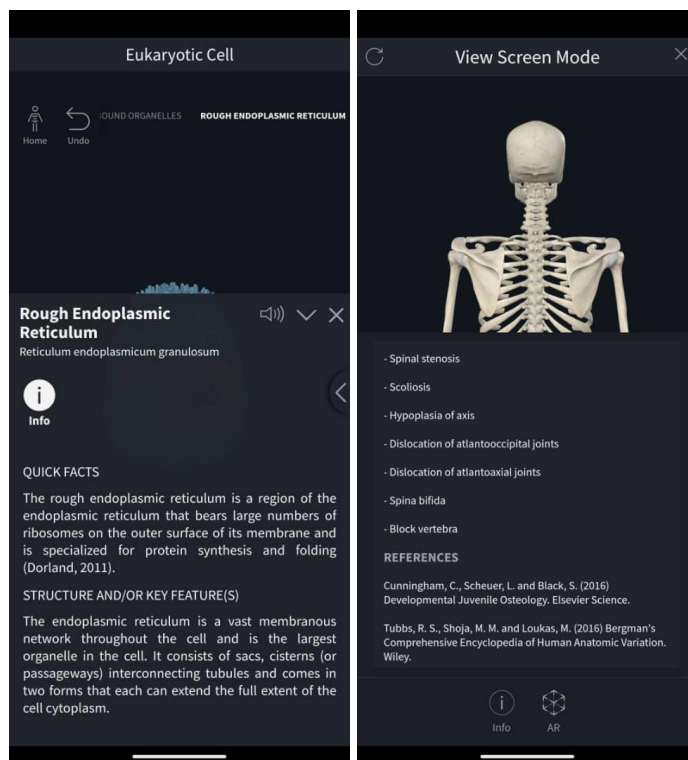 Eukaryotic Cell
OUND ORGANELLES ROUGH ENDOPLASMIC RETICULUM
Home Undo
Rough Endoplasmic
Reticulum
Reticulum endoplasmicum granulosum
Info
QUICK FACTS
The rough endoplasmic reticulum is a region of the
endoplasmic reticulum that bears large numbers of
ribosomes on the outer surface of its membrane and
is specialized for protein synthesis and folding
(Dorland, 2011).
STRUCTURE AND/OR KEY FEATURE(S)
The endoplasmic reticulum is a vast membranous
network throughout the cell and is the largest
organelle in the cell. It consists of sacs, cisterns (or
passageways) interconnecting tubules and comes in
two forms that each can extend the full extent of the
cell cytoplasm.
View Screen Mode
- Spinal stenosis
- Scoliosis
- Hypoplasia of axis
- Dislocation of atlantooccipital joints
- Dislocation of atlantoaxial joints
- Spina bifida
- Block vertebra
REFERENCES
Cunningham, C., Scheuer, L. and Black, S. (2016)
Developmental Juvenile Osteology. Elsevier Science.
Tubbs, R. S., Shoja, M. M. and Loukas, M. (2016) Bergman's
Comprehensive Encyclopedia of Human Anatomic Variation.
Wiley.
Info AR